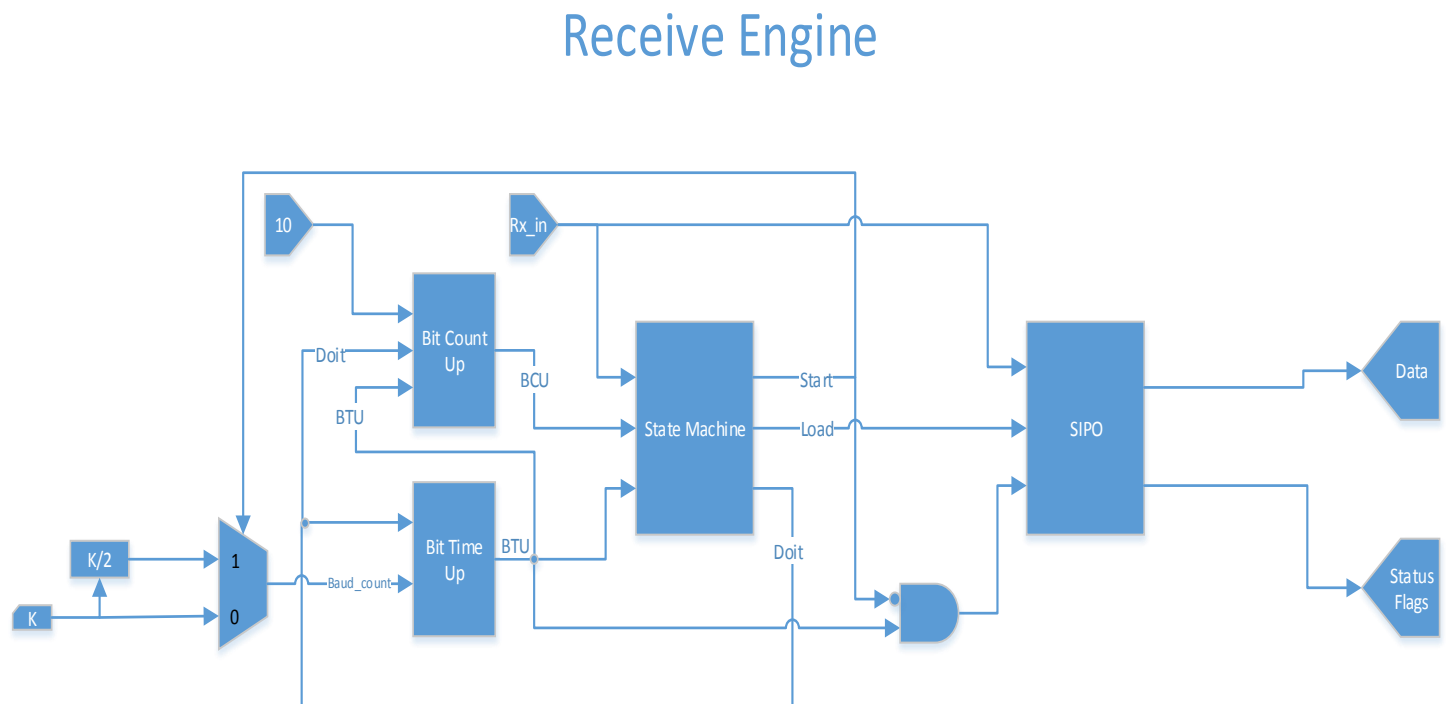 Receive Engine
10
Rx_in
Bit Count
Up
Doit
BCU
Start
BTU
State Machine
Load
SIPO
Data
K/2
1
Bit Time
Up
BTU
Doit
Baud_count
Status
Flags
K
0